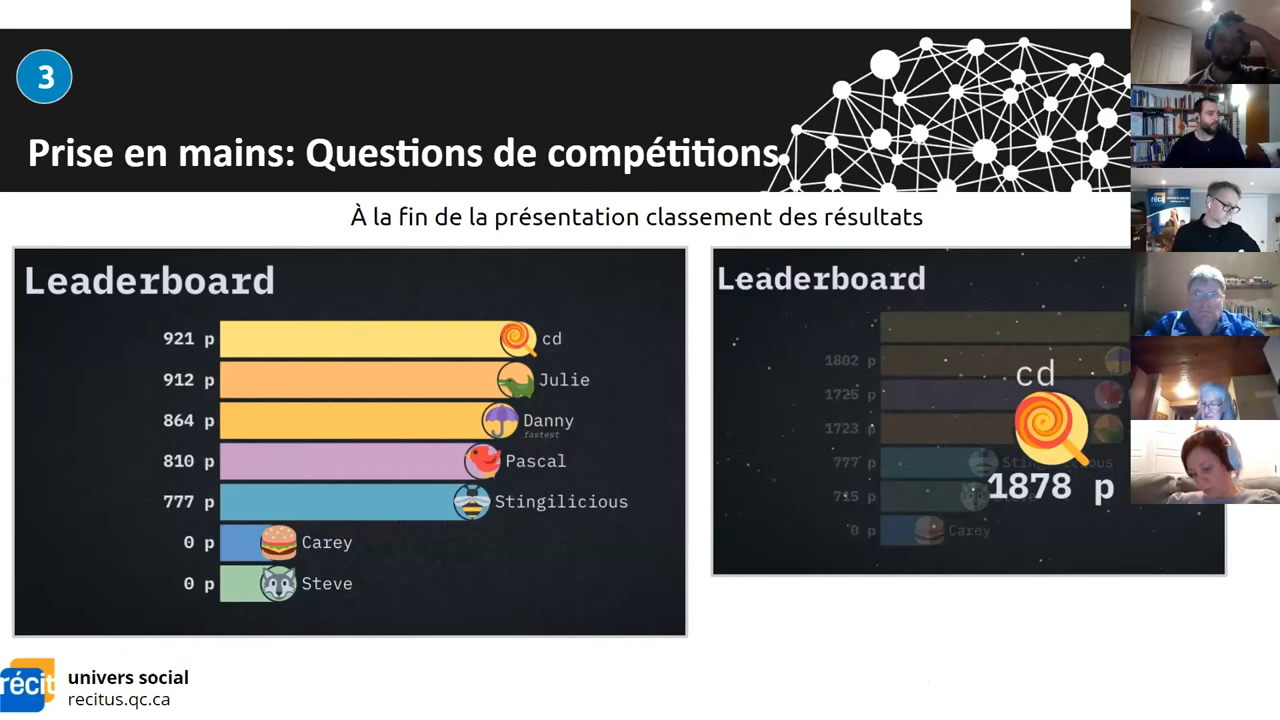 3
Prise en mains: Questions de compétitions
À la fin de la présentation classement des résultats
Leaderboard
921 p cd
912 p Julie
864 p Danny
fastest
810 p Pascal
777 p Stingilicious
0 p Carey
0 p Steve
Leaderboard
1802 p
cd
1725 p
1723 p
777 p Stingilicious
1878 p
715 p
0 p Carey
récit
univers social
recitus.qc.ca
récit